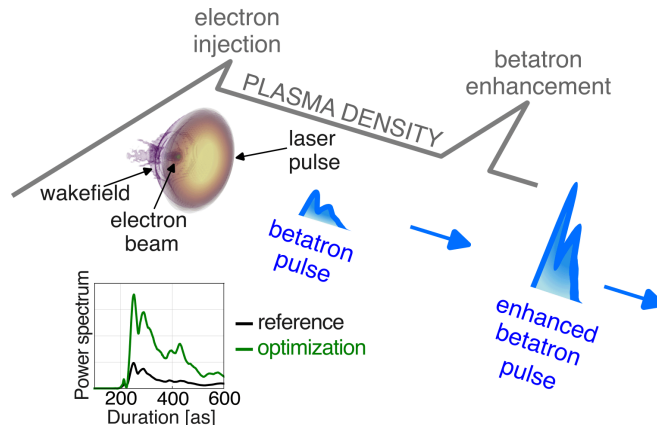 electron
injection
betatron
enhancement
PLASMA DENSITY
laser
pulse
wakefield
electron
beam
betatron
pulse
enhanced
betatron
pulse
Power spectrum
reference
optimization
200 400 600
Duration [as]